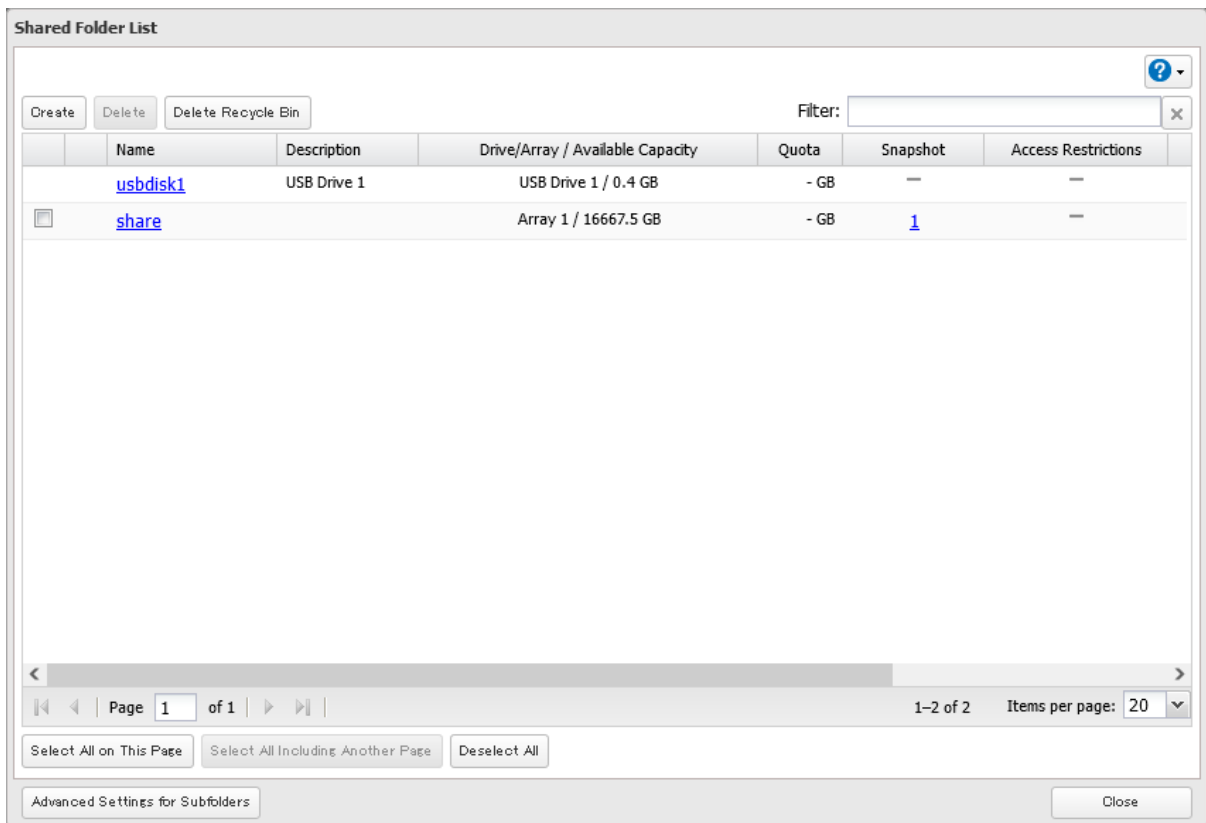 Shared Folder List
?
Create Delete Delete Recycle Bin Filter:
Name Description Drive/Array / Available Capacity Quota Snapshot Access Restrictions
usbdisk1 USB Drive 1 USB Drive 1 / 0.4 GB - GB — —
share Array 1 / 16667.5 GB - GB 1 —
Page 1 of 1 1–2 of 2 Items per page: 20
Select All on This Page Select All Including Another Page Deselect All
Advanced Settings for Subfolders Close